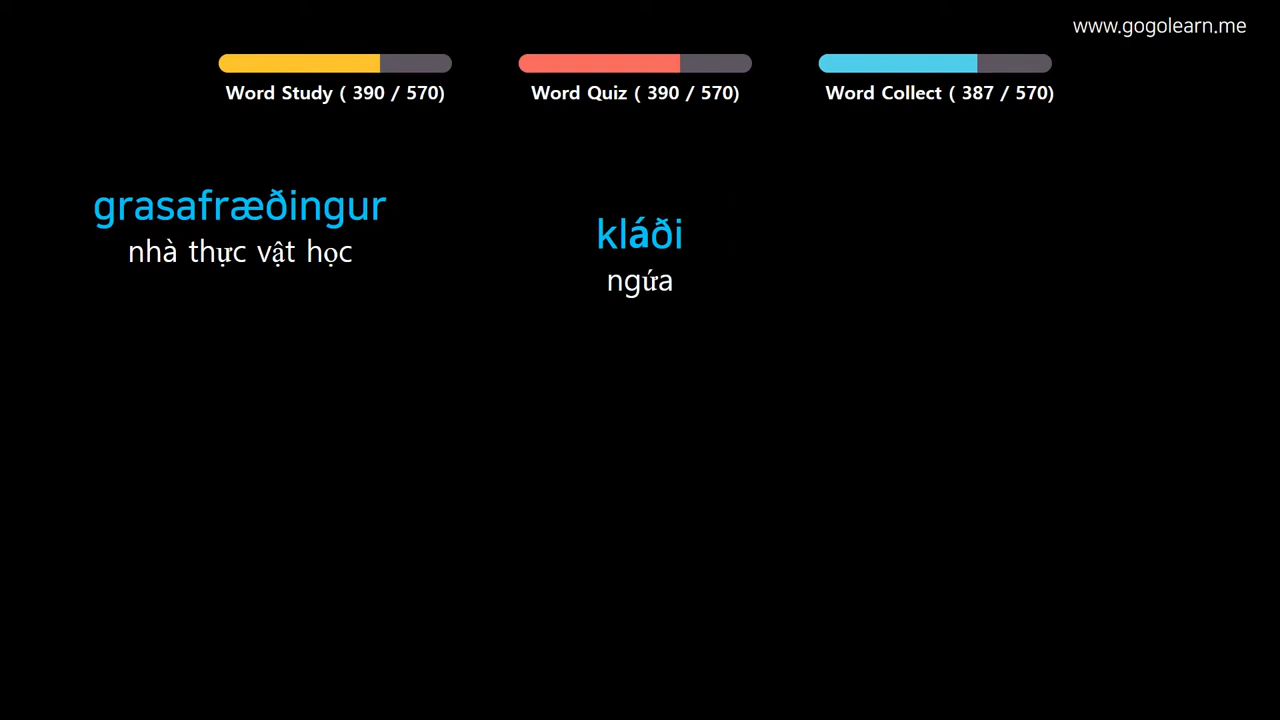 www.gogolearn.me
Word Study ( 390 / 570)
Word Quiz ( 390 / 570)
Word Collect ( 387 / 570)
grasafræðingur
nhà thực vật học
kláði
ngứa